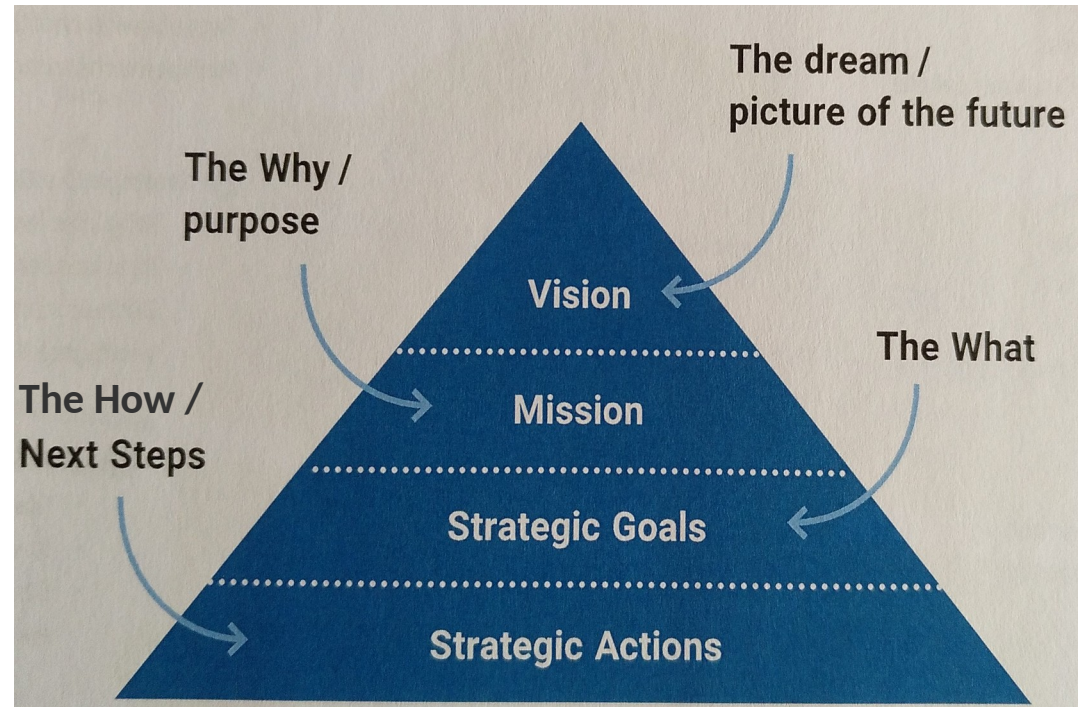 The dream /
picture of the future
The Why /
purpose
Vision
The What
Mission
The How /
Next Steps
Strategic Goals
Strategic Actions